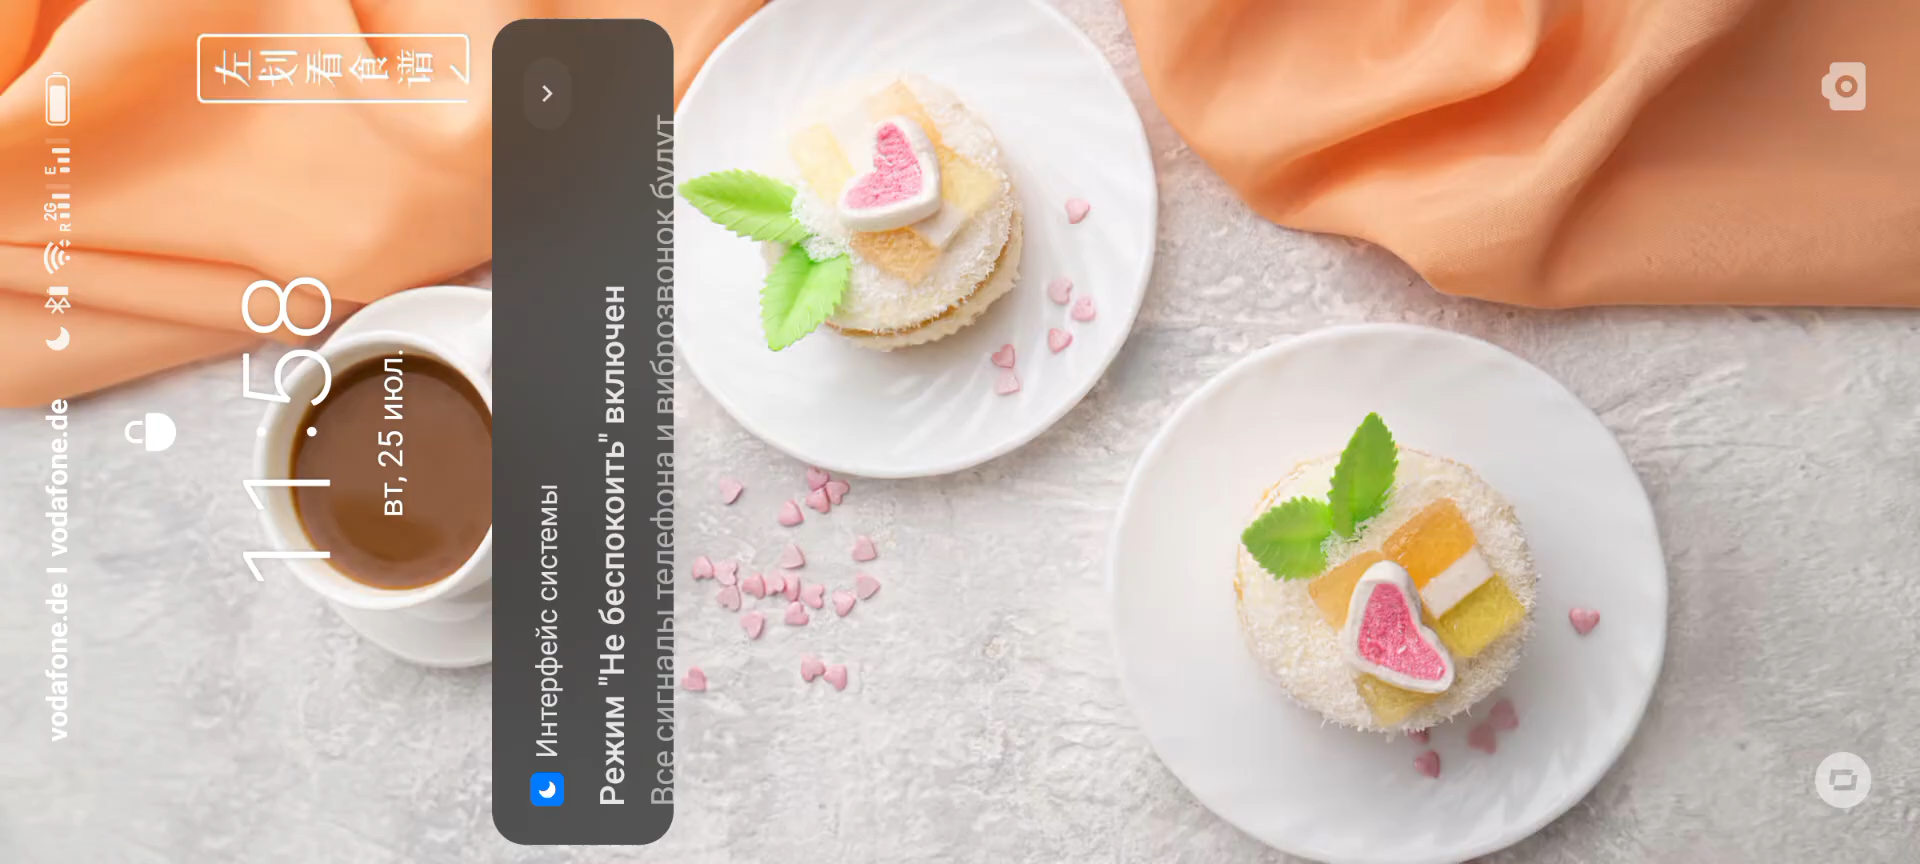 vodafone.de | vodafone.de
2G
R
E
11:58
вт, 25 июл.
左划看食谱
Интерфейс системы
Режим "Не беспокоить" включен
Все сигналы телефона и виброзвонок будут